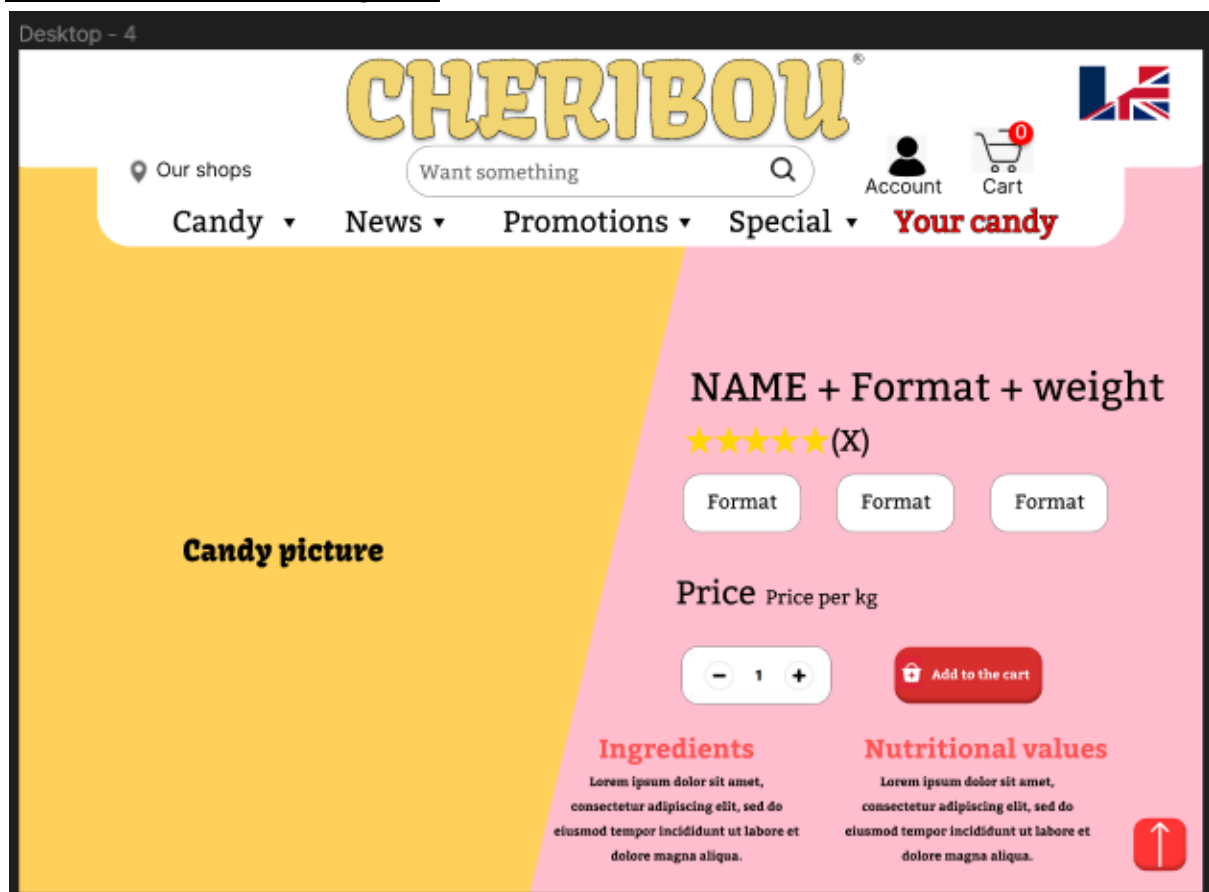 Desktop - 4
CHERIBOU®
Our shops
Want something
0
Account
Cart
Candy ▾ News ▾ Promotions ▾ Special ▾ Your candy
NAME + Format + weight
★★★★★(X)
Format Format Format
Candy picture
Price Price per kg
− 1 +
Add to the cart
Ingredients
Lorem ipsum dolor sit amet,
consectetur adipiscing elit, sed do
eiusmod tempor incididunt ut labore et
dolore magna aliqua.
Nutritional values
Lorem ipsum dolor sit amet,
consectetur adipiscing elit, sed do
eiusmod tempor incididunt ut labore et
dolore magna aliqua.